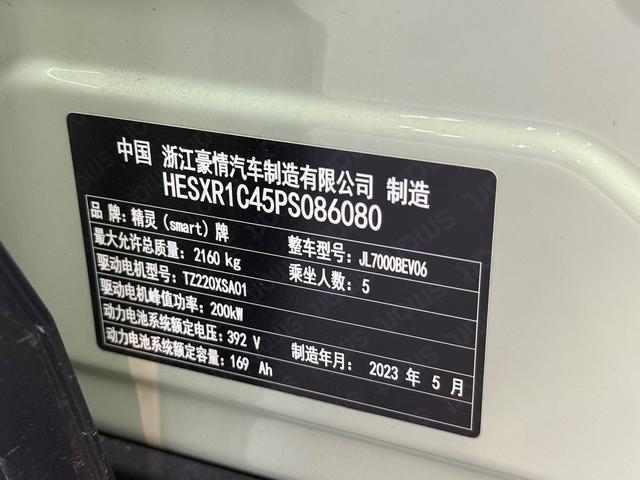 中国 浙江豪情汽车制造有限公司 制造
HESXR1C45PS086080
品牌：精灵（smart）牌
整车型号：JL7000BEV06
最大允许总质量：2160 kg
乘坐人数：5
驱动电机型号：TZ220XSA01
驱动电机峰值功率：200kW
动力电池系统额定电压：392 V
制造年月：2023 年 5 月
动力电池系统额定容量：169 Ah